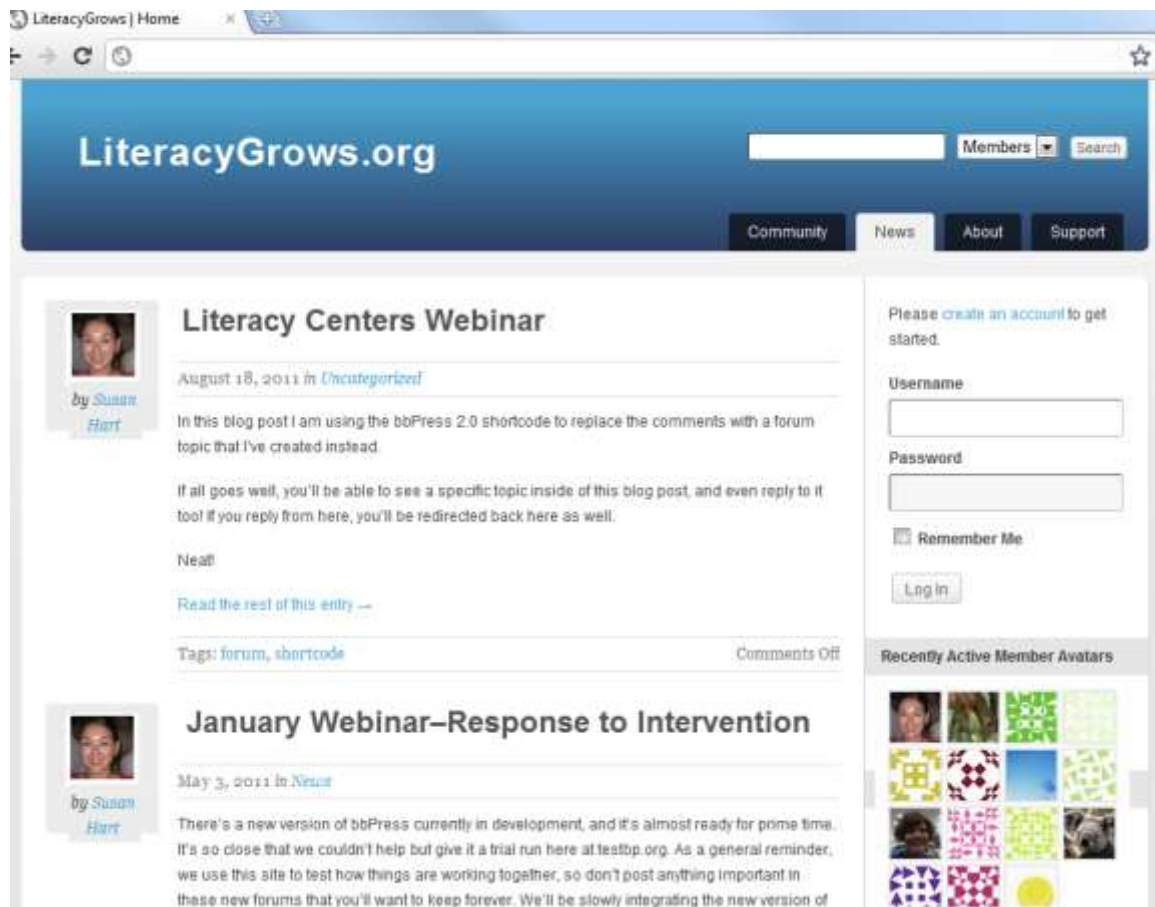 LiteracyGrows | Home
LiteracyGrows.org
Members
Search
Community
News
About
Support
Literacy Centers Webinar
August 18, 2011 in Uncategorized
by Susan
Hart
In this blog post I am using the bbPress 2.0 shortcode to replace the comments with a forum
topic that I've created instead.
If all goes well, you'll be able to see a specific topic inside of this blog post, and even reply to it
too! If you reply from here, you'll be redirected back here as well.
Neat!
Read the rest of this entry →
Tags: forum, shortcode
Comments Off
January Webinar–Response to Intervention
May 3, 2011 in News
by Susan
Hart
There's a new version of bbPress currently in development, and it's almost ready for prime time.
It's so close that we couldn't help but give it a trial run here at testbp.org. As a general reminder,
we use this site to test how things are working together, so don't post anything important in
these new forums that you'll want to keep forever. We'll be slowly integrating the new version of
Please create an account to get
started.
Username
Password
Remember Me
Log In
Recently Active Member Avatars